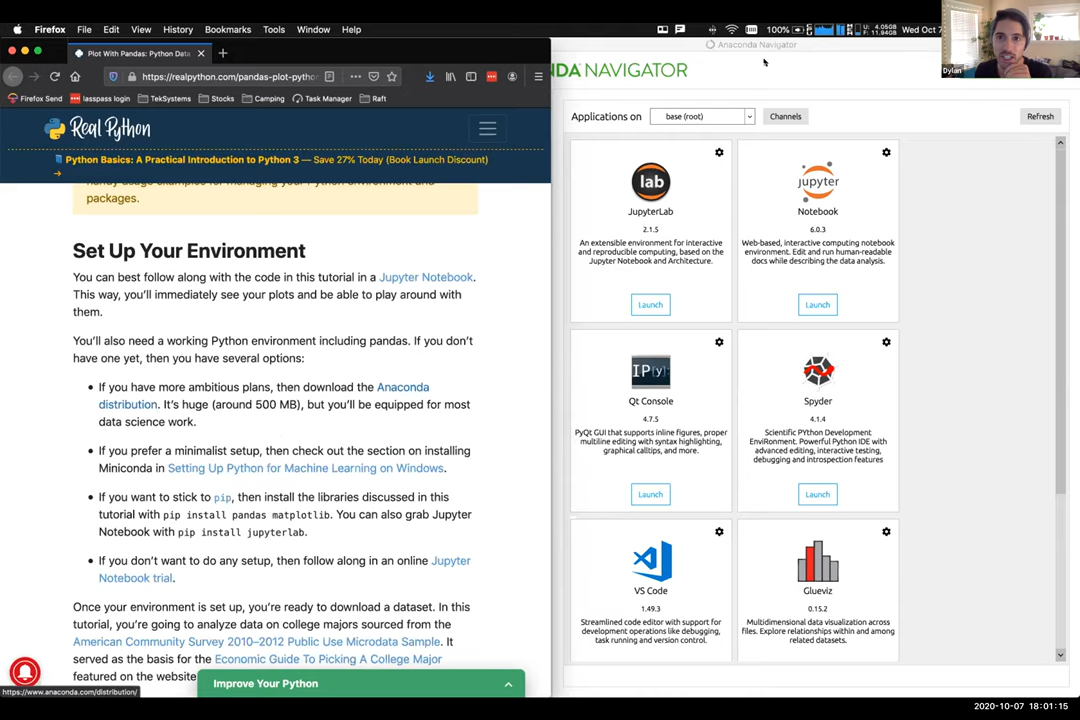 Firefox File Edit View History Bookmarks Tools Window Help
100%
U: 4.05GB
F: 11.94GB
Wed Oct 7
Plot With Pandas: Python Data
https://realpython.com/pandas-plot-pytho
Firefox Send lasspass login TekSystems Stocks Camping Task Manager Raft
Real Python
Python Basics: A Practical Introduction to Python 3 — Save 27% Today (Book Launch Discount)
→
handy usage examples for managing your Python environment and
packages.
Set Up Your Environment
You can best follow along with the code in this tutorial in a Jupyter Notebook.
This way, you'll immediately see your plots and be able to play around with
them.
You'll also need a working Python environment including pandas. If you don't
have one yet, then you have several options:
• If you have more ambitious plans, then download the Anaconda
distribution. It's huge (around 500 MB), but you'll be equipped for most
data science work.
• If you prefer a minimalist setup, then check out the section on installing
Miniconda in Setting Up Python for Machine Learning on Windows.
• If you want to stick to pip, then install the libraries discussed in this
tutorial with pip install pandas matplotlib. You can also grab Jupyter
Notebook with pip install jupyterlab.
• If you don't want to do any setup, then follow along in an online Jupyter
Notebook trial.
Once your environment is set up, you're ready to download a dataset. In this
tutorial, you're going to analyze data on college majors sourced from the
American Community Survey 2010–2012 Public Use Microdata Sample. It
served as the basis for the Economic Guide To Picking A College Major
featured on the website
Improve Your Python
https://www.anaconda.com/distribution/
Anaconda Navigator
NDA NAVIGATOR
Applications on base (root) Channels Refresh
lab
JupyterLab
2.1.5
An extensible environment for interactive
and reproducible computing, based on the
Jupyter Notebook and Architecture.
Launch
jupyter
Notebook
6.0.3
Web-based, interactive computing notebook
environment. Edit and run human-readable
docs while describing the data analysis.
Launch
IP[y]:
Qt Console
4.7.5
PyQt GUI that supports inline figures, proper
multiline editing with syntax highlighting,
graphical calltips, and more.
Launch
Spyder
4.1.4
Scientific PYthon Development
EnviRonment. Powerful Python IDE with
advanced editing, interactive testing,
debugging and introspection features
Launch
VS Code
1.49.3
Streamlined code editor with support for
development operations like debugging,
task running and version control.
Glueviz
0.15.2
Multidimensional data visualization across
files. Explore relationships within and among
related datasets.
Dylan
2020-10-07 18:01:15